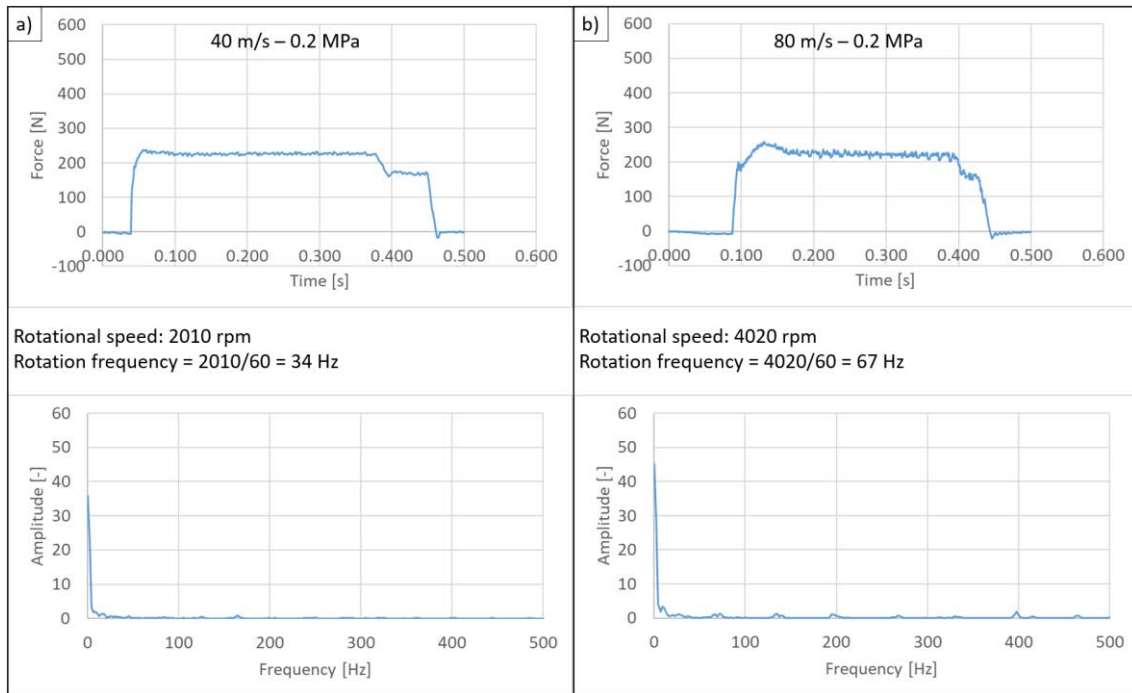 a)
40 m/s – 0.2 MPa
600
500
400
300
200
100
0
-100
0.000 0.100 0.200 0.300 0.400 0.500 0.600
Force [N]
Time [s]
b)
80 m/s – 0.2 MPa
600
500
400
300
200
100
0
-100
0.000 0.100 0.200 0.300 0.400 0.500 0.600
Force [N]
Time [s]
Rotational speed: 2010 rpm
Rotation frequency = 2010/60 = 34 Hz
Rotational speed: 4020 rpm
Rotation frequency = 4020/60 = 67 Hz
60
50
40
30
20
10
0
0 100 200 300 400 500
Amplitude [-]
Frequency [Hz]
60
50
40
30
20
10
0
0 100 200 300 400 500
Amplitude [-]
Frequency [Hz]